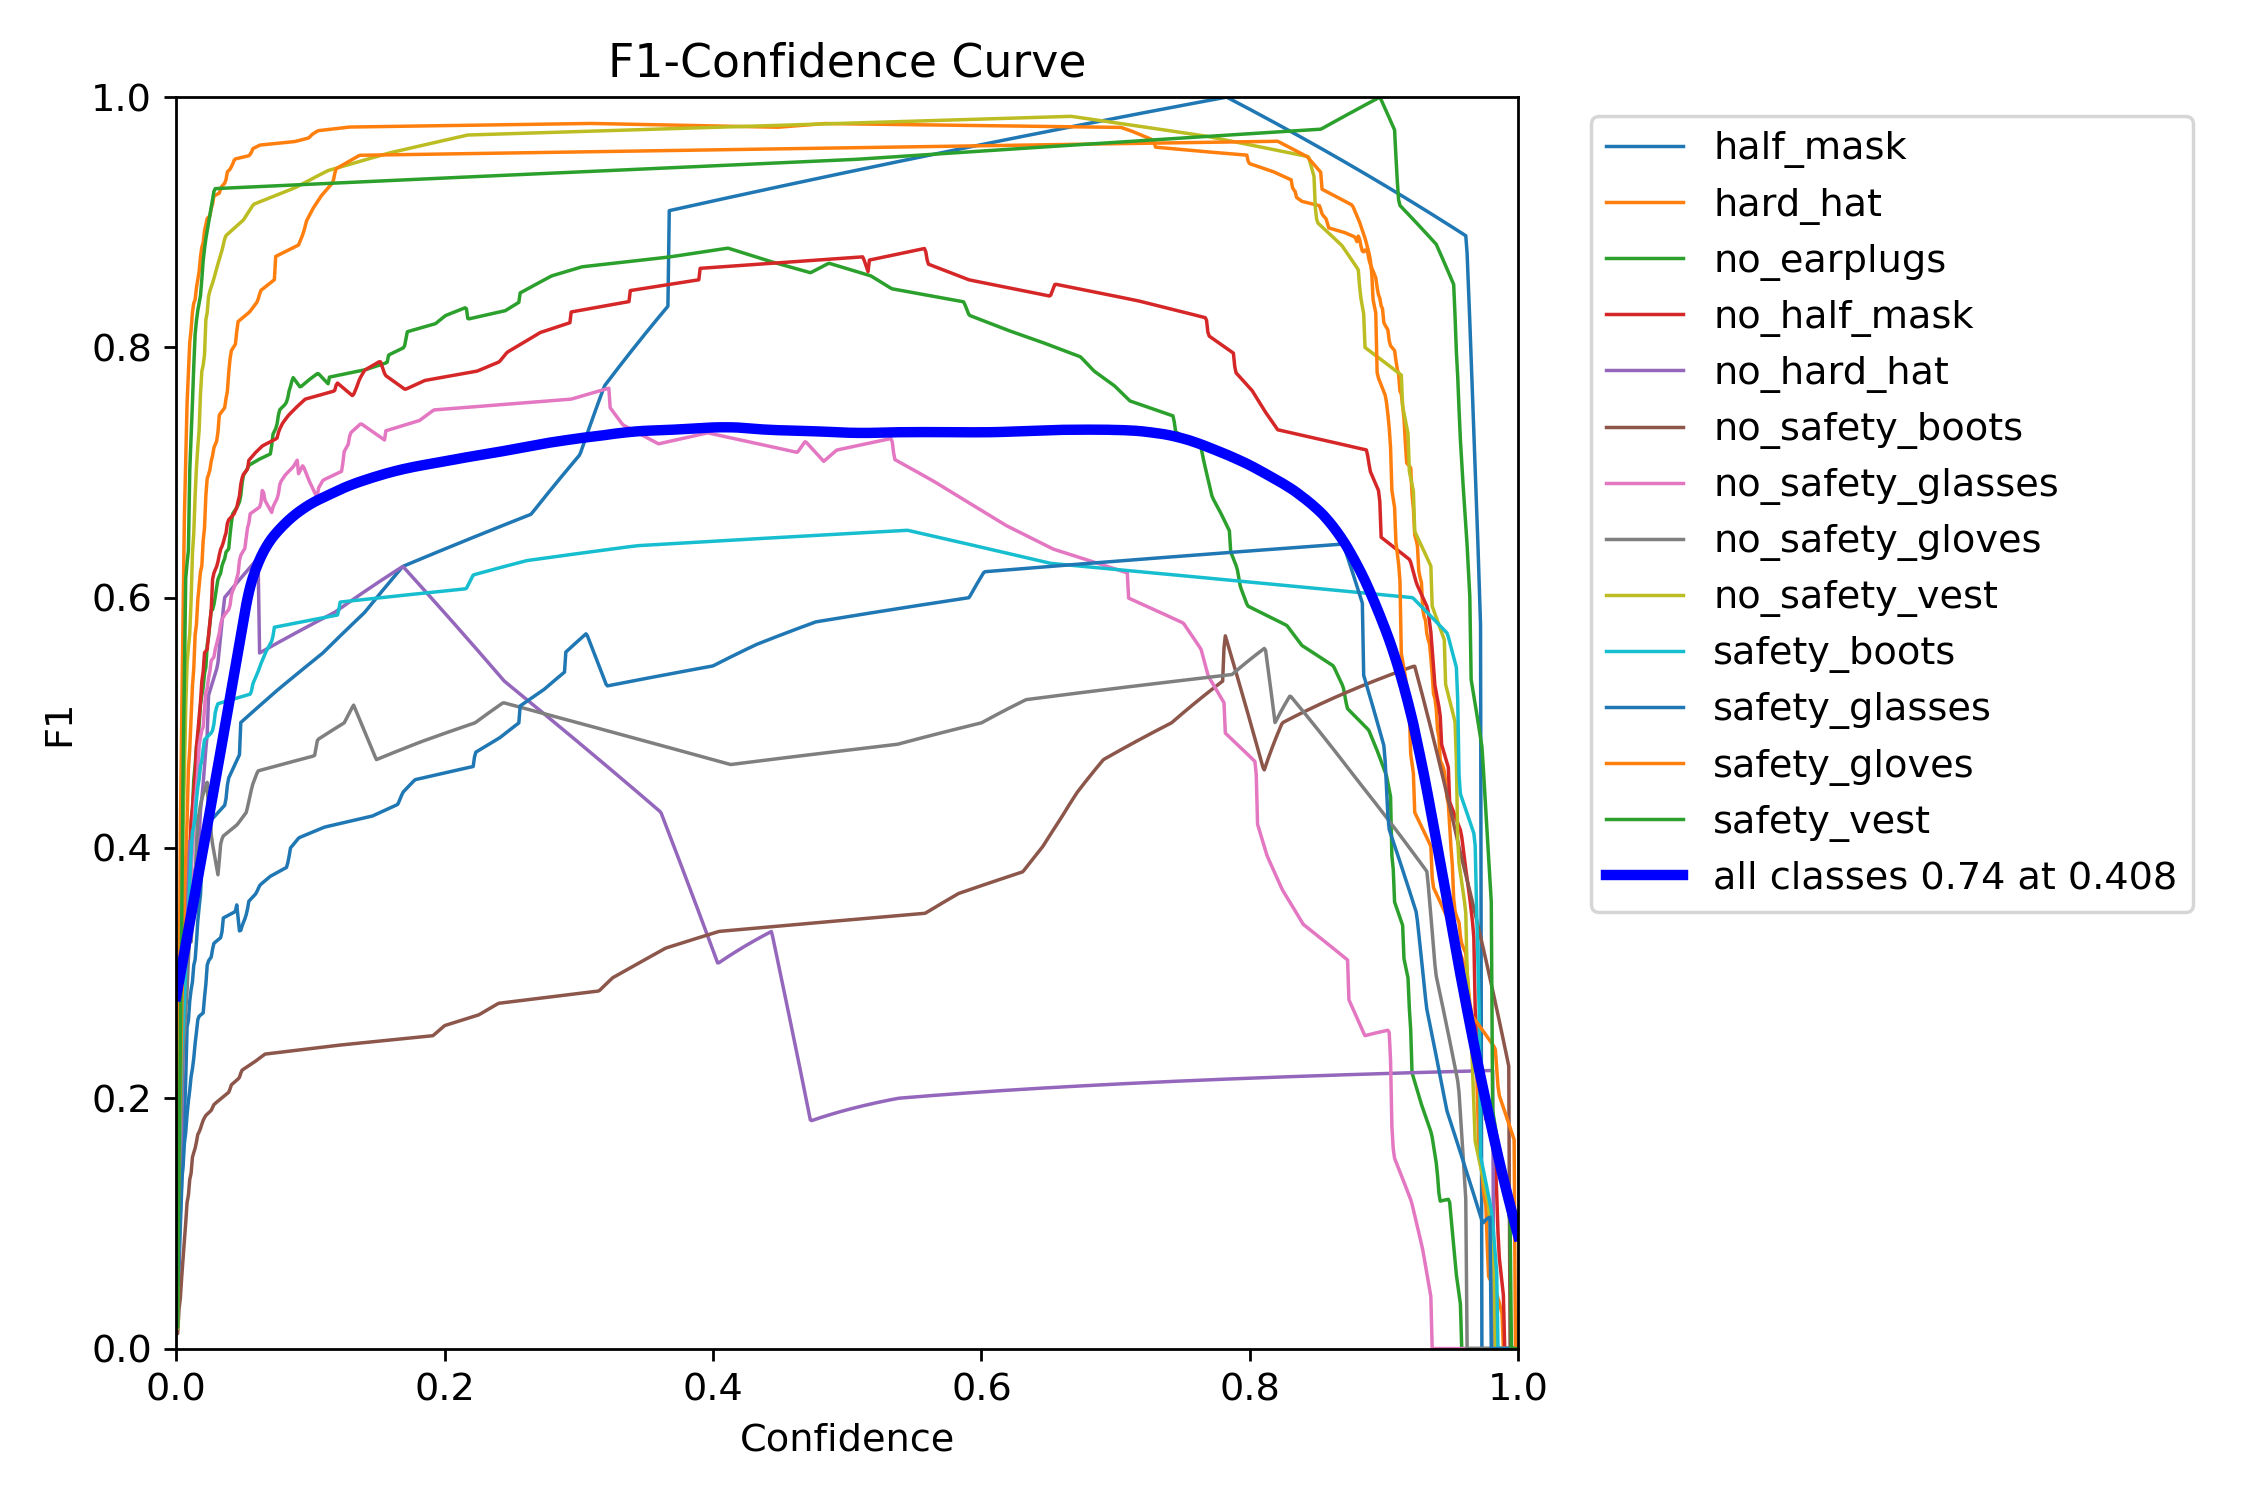 F1-Confidence Curve
1.0
0.8
0.6
0.4
0.2
0.0
F1
0.0 0.2 0.4 0.6 0.8 1.0
Confidence
half_mask
hard_hat
no_earplugs
no_half_mask
no_hard_hat
no_safety_boots
no_safety_glasses
no_safety_gloves
no_safety_vest
safety_boots
safety_glasses
safety_gloves
safety_vest
all classes 0.74 at 0.408